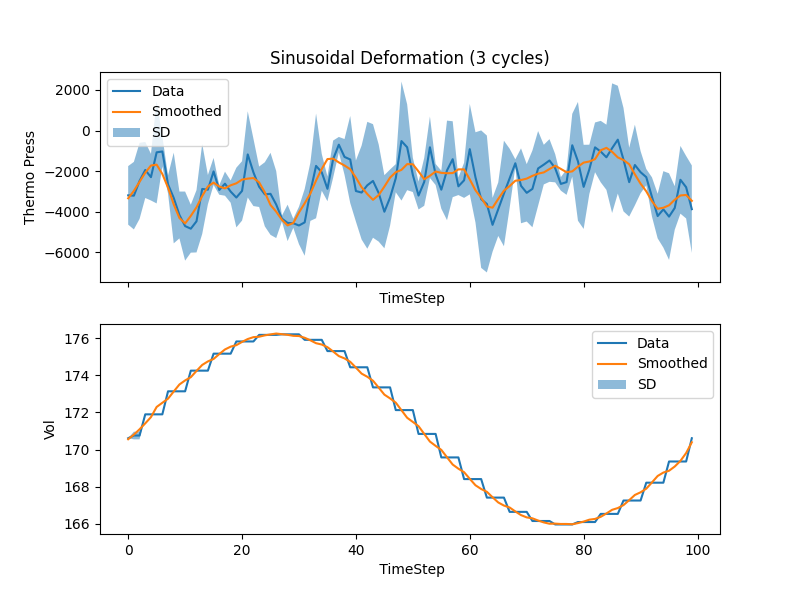 Sinusoidal Deformation (3 cycles)
2000
0
−2000
−4000
−6000
Thermo Press
Data
Smoothed
SD
TimeStep
176
174
172
170
168
166
Vol
Data
Smoothed
SD
0 20 40 60 80 100
TimeStep